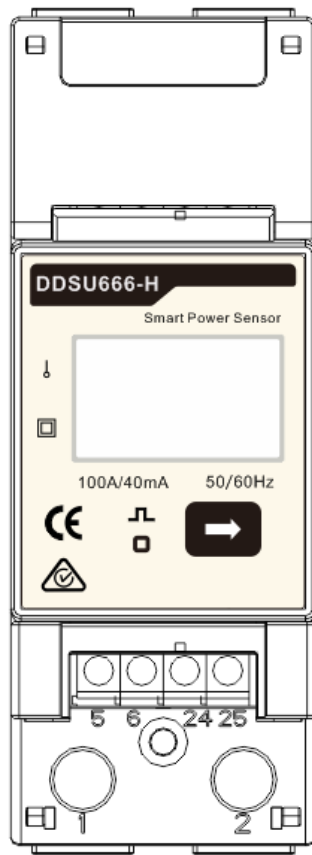 DDSU666-H
Smart Power Sensor
100A/40mA 50/60Hz
CE
5 6 24 25
1 2